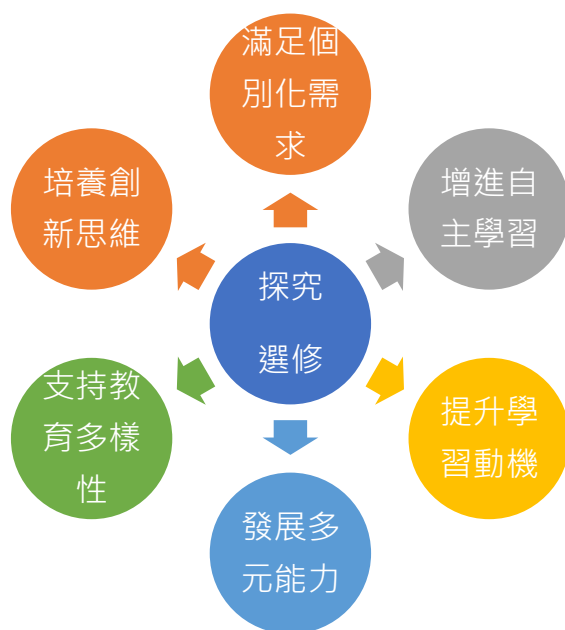 滿足個
別化需
求
培養創
新思維
增進自
主學習
探究
選修
支持教
育多樣
性
提升學
習動機
發展多
元能力